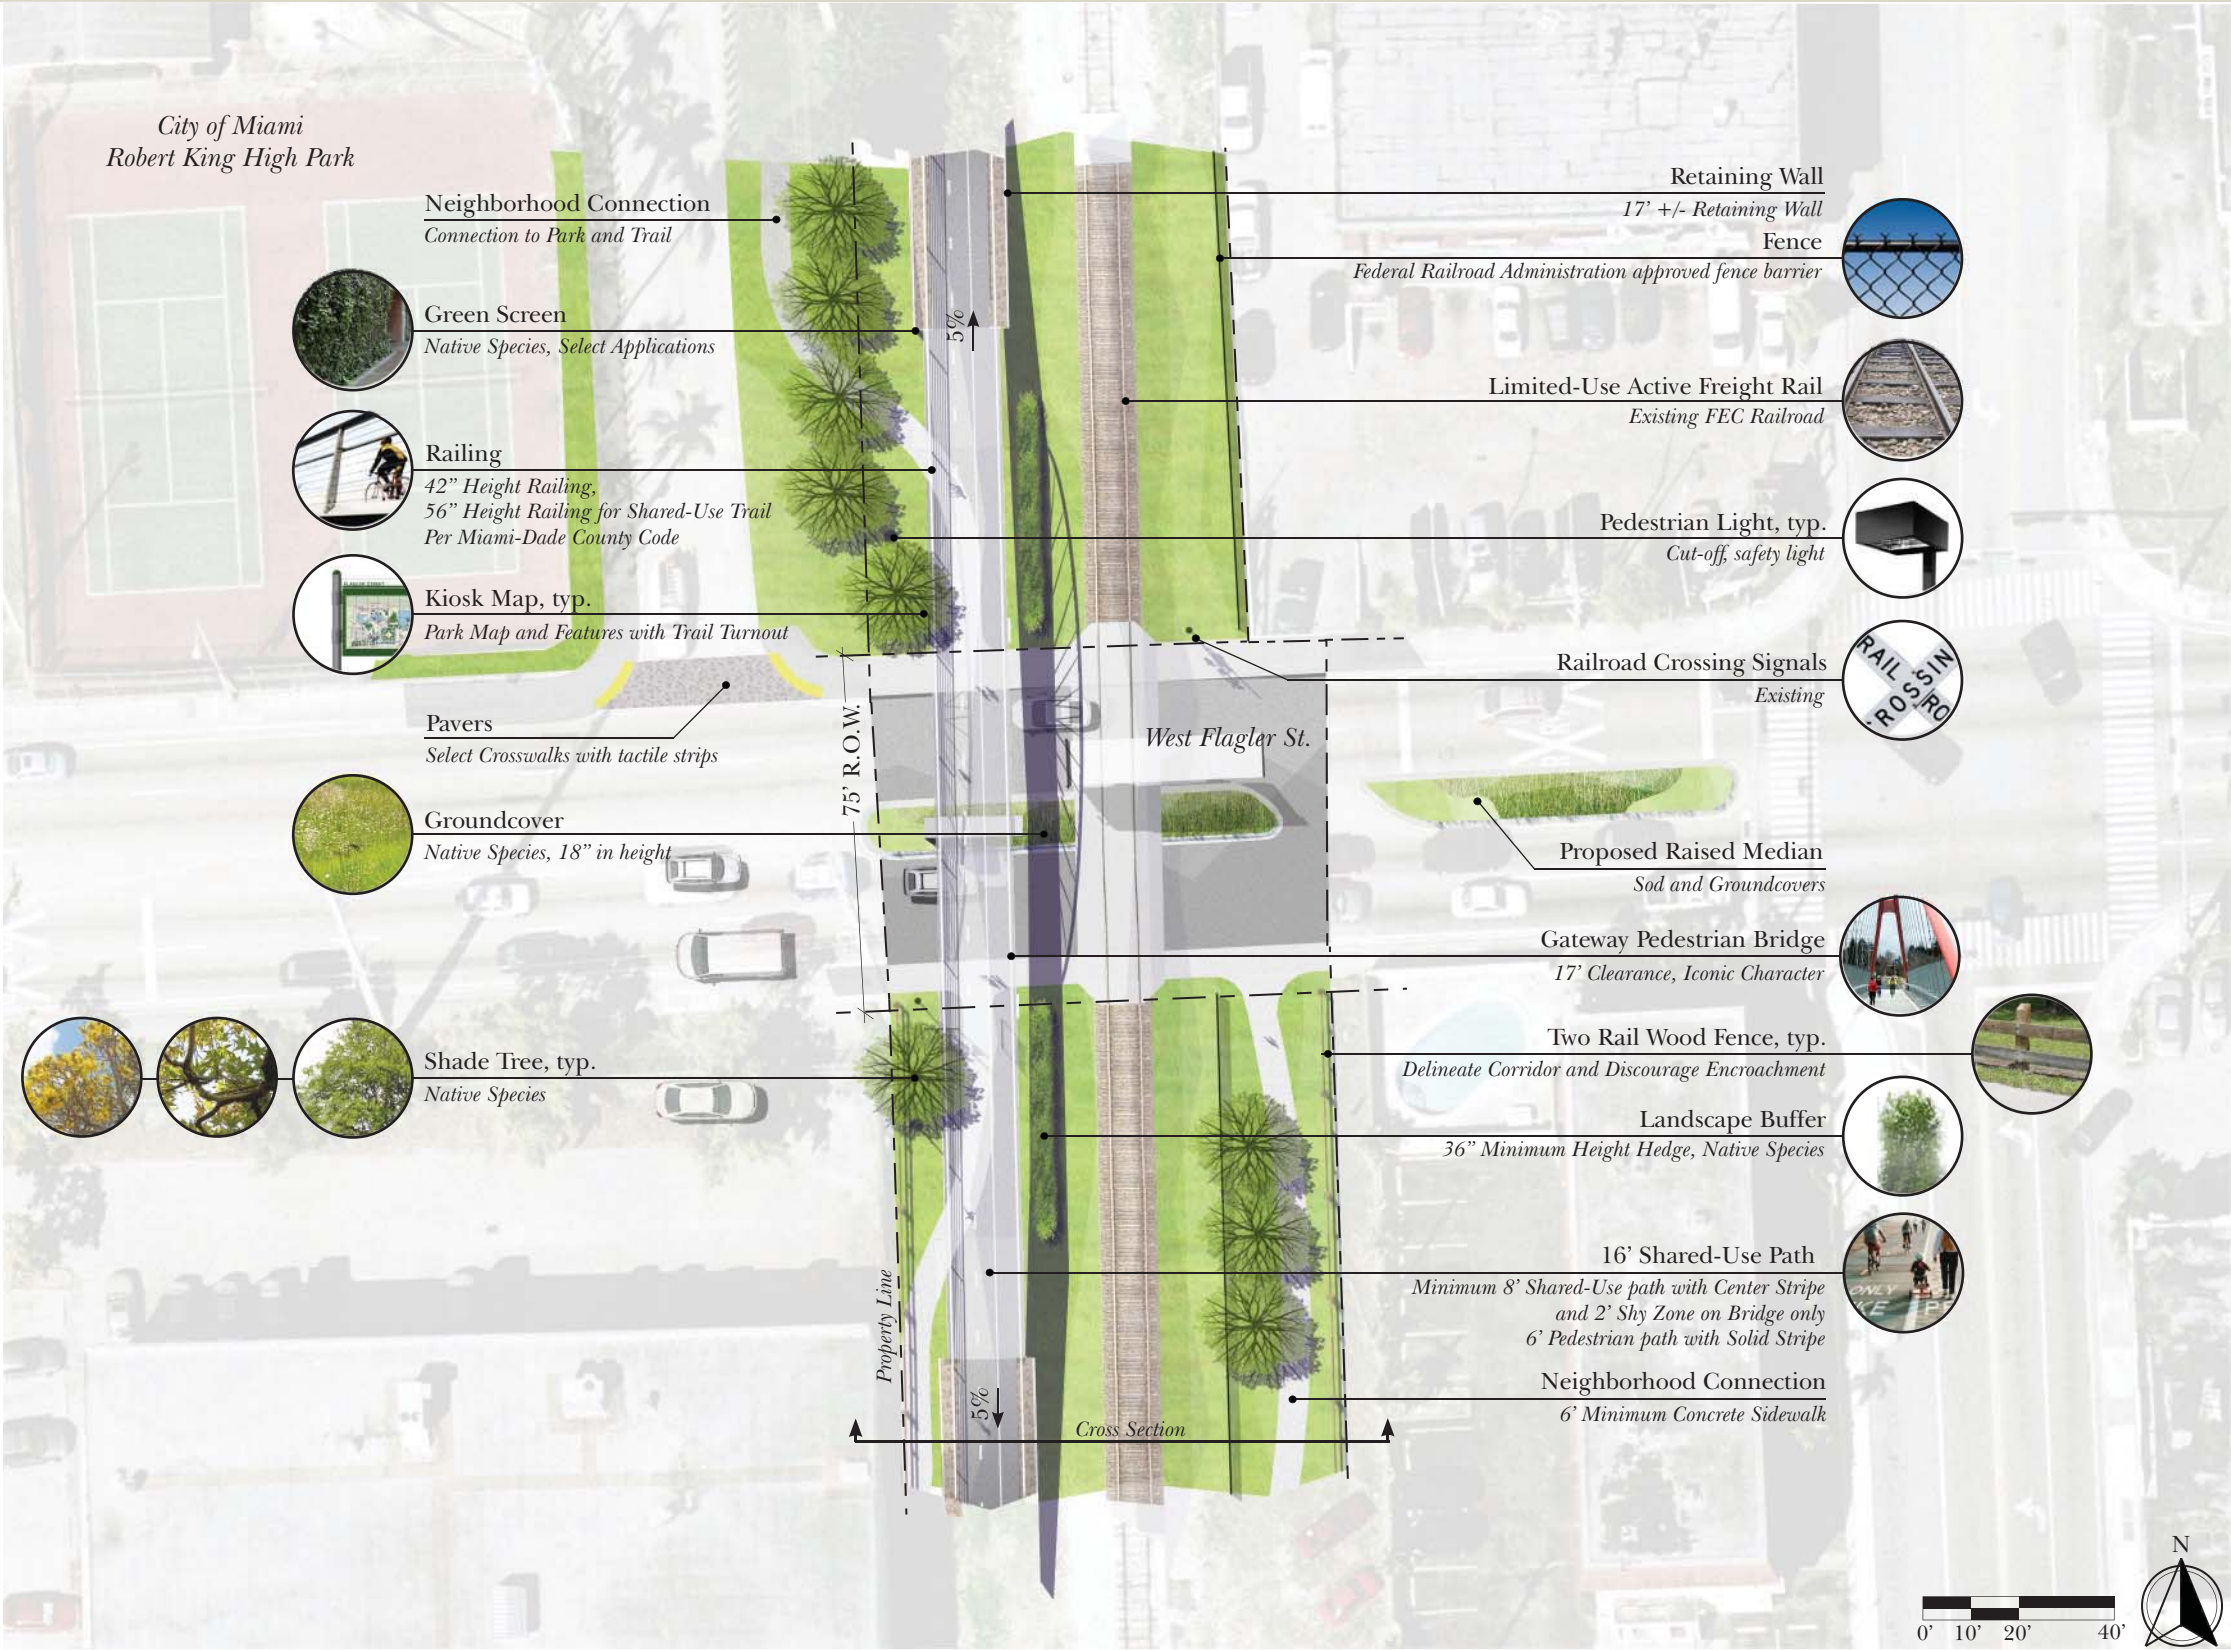 City of Miami
Robert King High Park
Neighborhood Connection
Connection to Park and Trail
Green Screen
Native Species, Select Applications
Railing
42” Height Railing,
56” Height Railing for Shared-Use Trail
Per Miami-Dade County Code
Kiosk Map, typ.
Park Map and Features with Trail Turnout
Pavers
Select Crosswalks with tactile strips
Groundcover
Native Species, 18” in height
Shade Tree, typ.
Native Species
5%
75’ R.O.W.
West Flagler St.
Property Line
5%
Cross Section
Retaining Wall
17’ +/- Retaining Wall
Fence
Federal Railroad Administration approved fence barrier
Limited-Use Active Freight Rail
Existing FEC Railroad
Pedestrian Light, typ.
Cut-off, safety light
Railroad Crossing Signals
Existing
RAIL
ROSSIN
RO
Proposed Raised Median
Sod and Groundcovers
Gateway Pedestrian Bridge
17’ Clearance, Iconic Character
Two Rail Wood Fence, typ.
Delineate Corridor and Discourage Encroachment
Landscape Buffer
36” Minimum Height Hedge, Native Species
16’ Shared-Use Path
Minimum 8’ Shared-Use path with Center Stripe
and 2’ Shy Zone on Bridge only
6’ Pedestrian path with Solid Stripe
ONLY
KE PE
Neighborhood Connection
6’ Minimum Concrete Sidewalk
N
0’ 10’ 20’ 40’